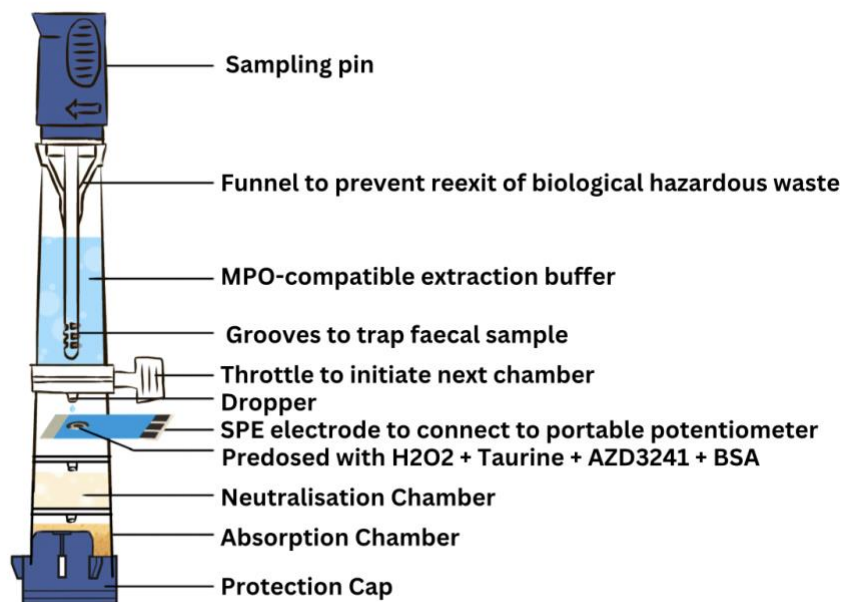 Sampling pin
Funnel to prevent reexit of biological hazardous waste
MPO-compatible extraction buffer
Grooves to trap faecal sample
Throttle to initiate next chamber
Dropper
SPE electrode to connect to portable potentiometer
Predosed with H2O2 + Taurine + AZD3241 + BSA
Neutralisation Chamber
Absorption Chamber
Protection Cap